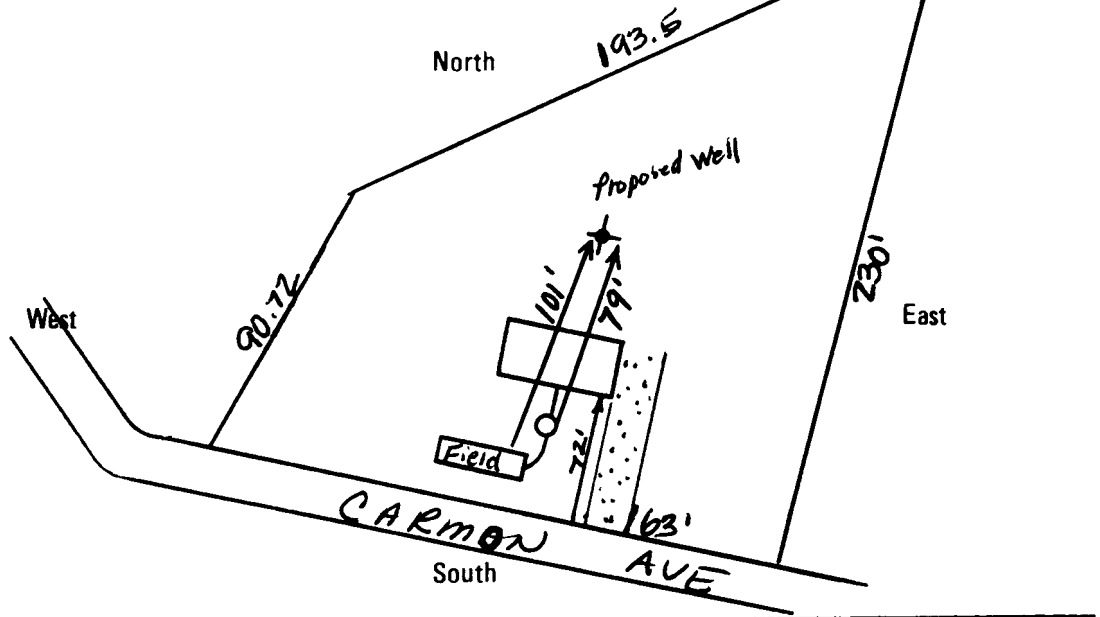 193.5
North
Proposed Well
90.72
West
101'
79'
230'
East
Field
72'
163'
CARMON AVE
South